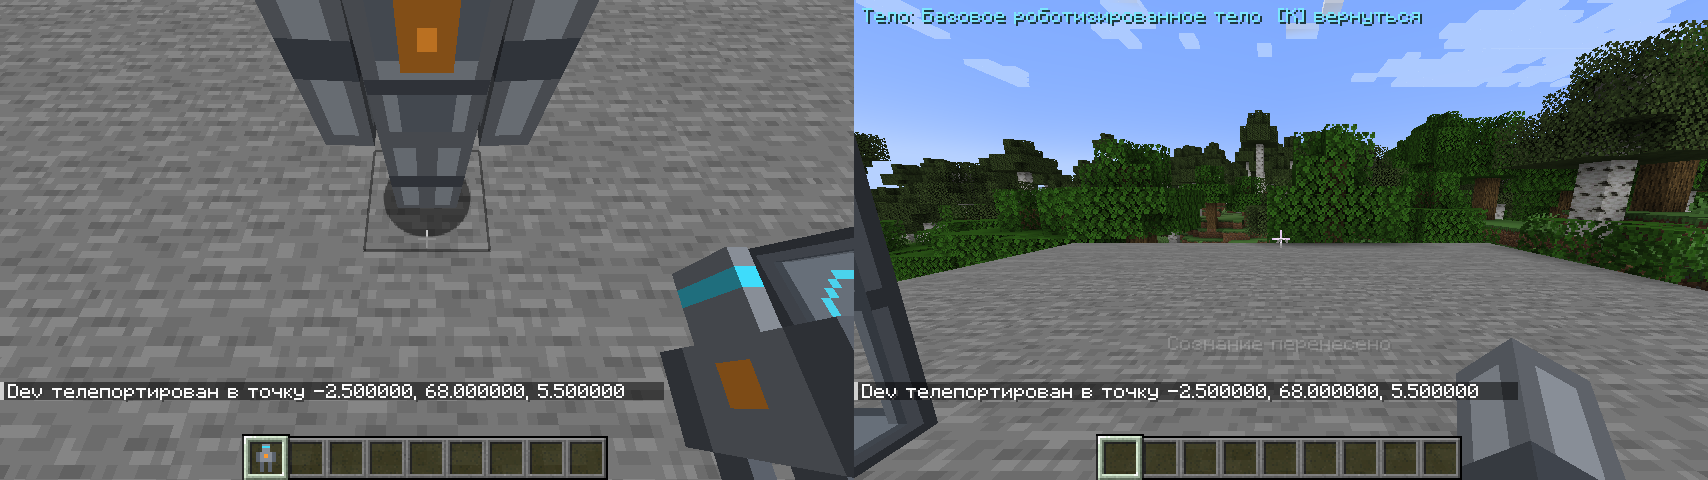 Тело: Базовое роботизированное тело [N] вернуться
Сознание перенесено
Dev телепортирован в точку -2.500000, 68.000000, 5.500000
Dev телепортирован в точку -2.500000, 68.000000, 5.500000